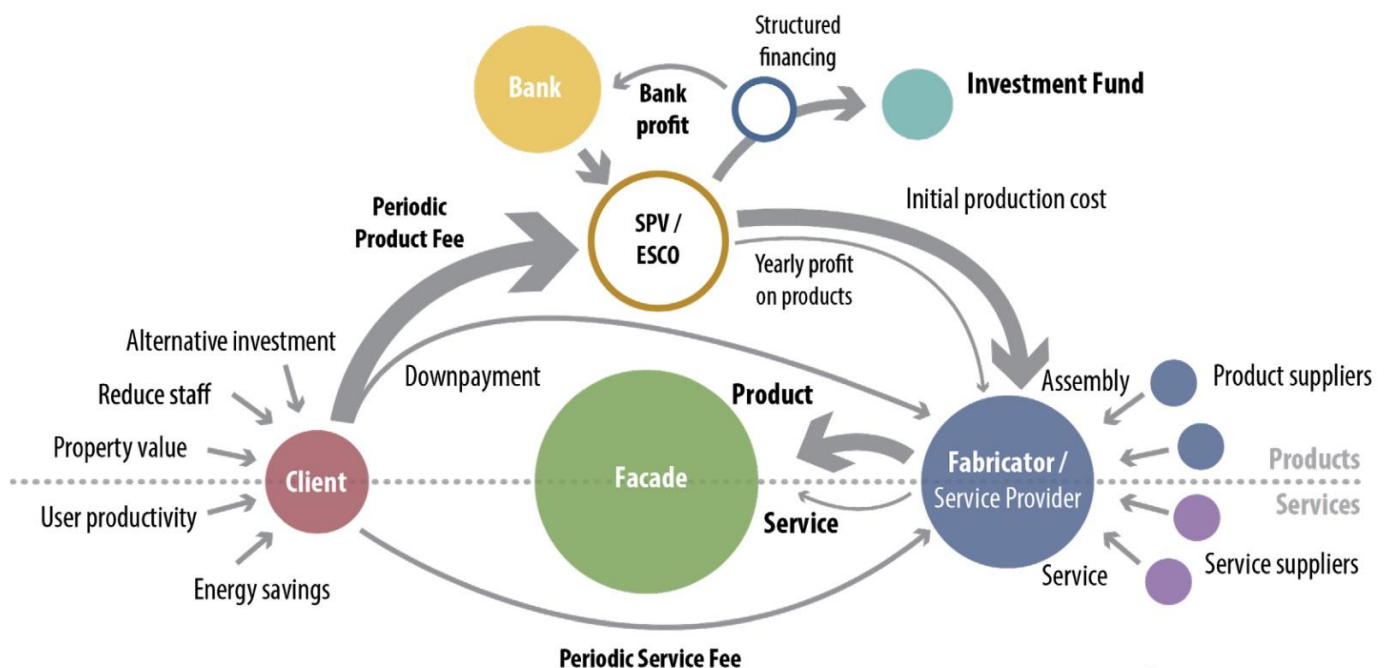 Structured
financing
Bank
Bank
profit
Investment Fund
Periodic
Product Fee
SPV /
ESCO
Initial production cost
Yearly profit
on products
Alternative investment
Downpayment
Reduce staff
Product
Assembly
Product suppliers
Property value
Client
Facade
Fabricator /
Service Provider
Products
Services
User productivity
Service
Energy savings
Service
Service suppliers
Periodic Service Fee